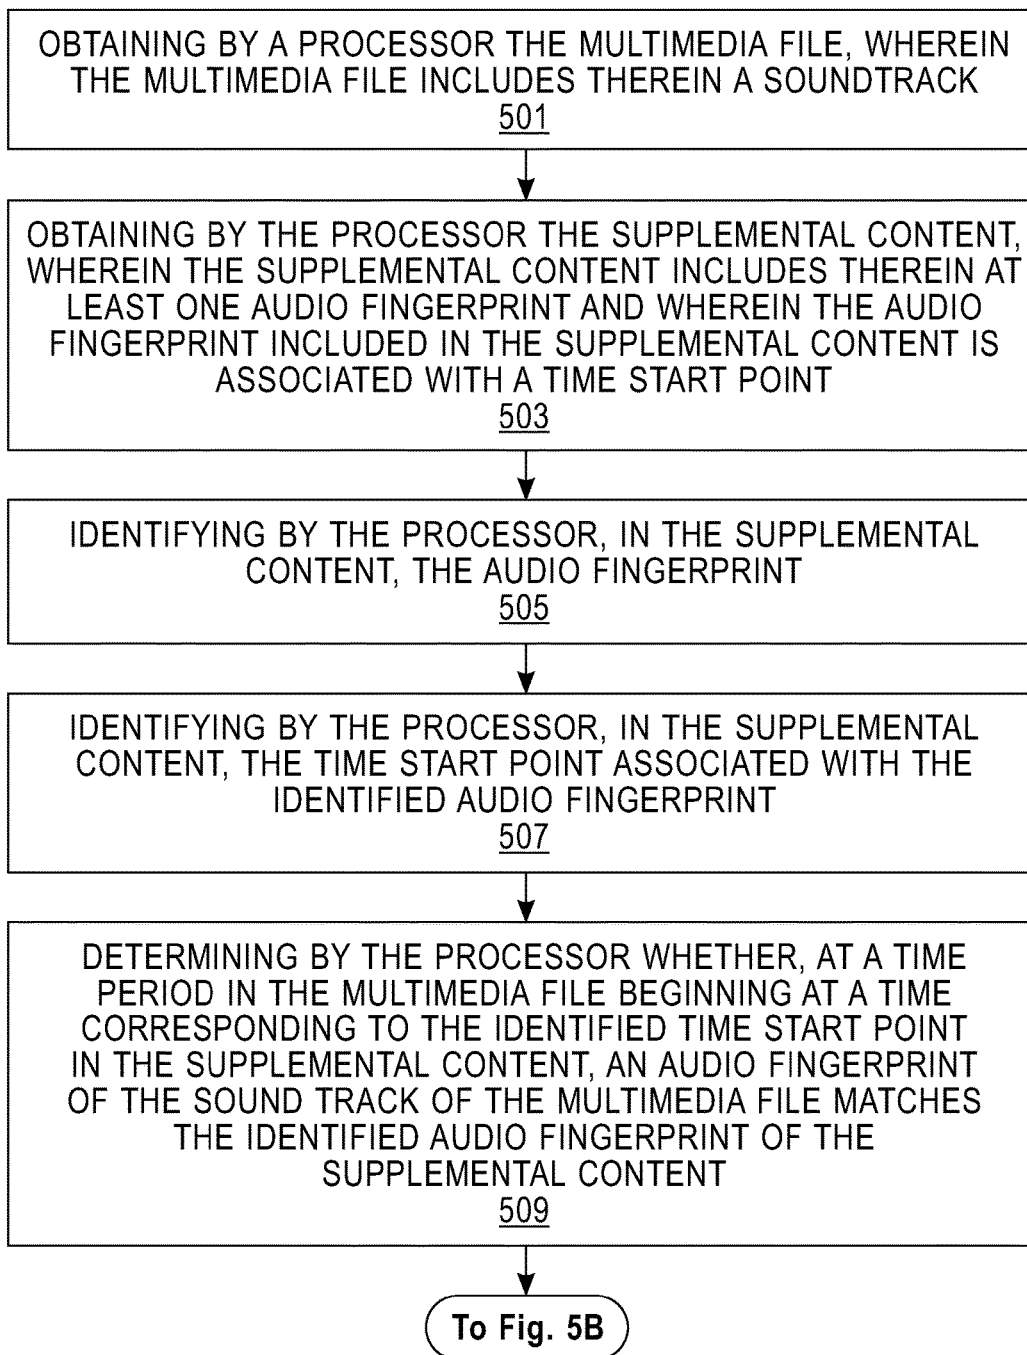 OBTAINING BY A PROCESSOR THE MULTIMEDIA FILE, WHEREIN
THE MULTIMEDIA FILE INCLUDES THEREIN A SOUNDTRACK
501
OBTAINING BY THE PROCESSOR THE SUPPLEMENTAL CONTENT,
WHEREIN THE SUPPLEMENTAL CONTENT INCLUDES THEREIN AT
LEAST ONE AUDIO FINGERPRINT AND WHEREIN THE AUDIO
FINGERPRINT INCLUDED IN THE SUPPLEMENTAL CONTENT IS
ASSOCIATED WITH A TIME START POINT
503
IDENTIFYING BY THE PROCESSOR, IN THE SUPPLEMENTAL
CONTENT, THE AUDIO FINGERPRINT
505
IDENTIFYING BY THE PROCESSOR, IN THE SUPPLEMENTAL
CONTENT, THE TIME START POINT ASSOCIATED WITH THE
IDENTIFIED AUDIO FINGERPRINT
507
DETERMINING BY THE PROCESSOR WHETHER, AT A TIME
PERIOD IN THE MULTIMEDIA FILE BEGINNING AT A TIME
CORRESPONDING TO THE IDENTIFIED TIME START POINT
IN THE SUPPLEMENTAL CONTENT, AN AUDIO FINGERPRINT
OF THE SOUND TRACK OF THE MULTIMEDIA FILE MATCHES
THE IDENTIFIED AUDIO FINGERPRINT OF THE
SUPPLEMENTAL CONTENT
509
To Fig. 5B